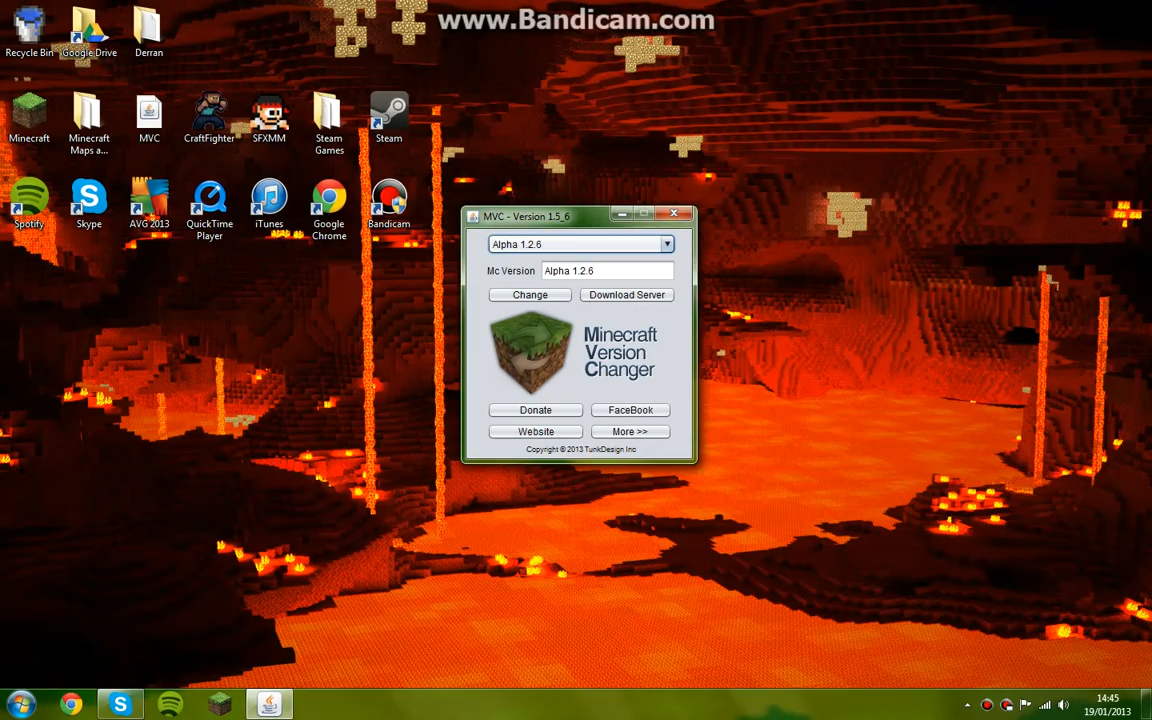 www.Bandicam.com
Recycle Bin
Google Drive
Derran
Minecraft
Minecraft Maps a...
MVC
CraftFighter
SFXMM
Steam Games
Steam
Spotify
Skype
AVG 2013
QuickTime Player
iTunes
Google Chrome
Bandicam
MVC - Version 1.5_6
Alpha 1.2.6
Mc Version
Alpha 1.2.6
Change
Download Server
Minecraft
Version
Changer
Donate
FaceBook
Website
More >>
Copyright © 2013 TunkDesign Inc
14:45
19/01/2013